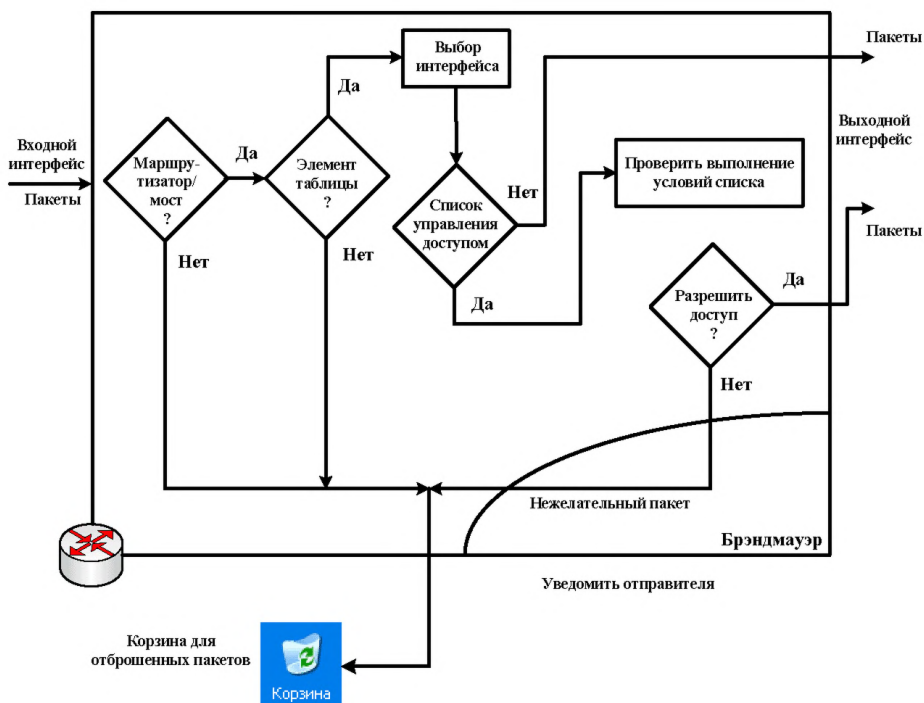 Входной
интерфейс
Пакеты
Маршру-
тизатор/
мост
?
Да
Нет
Элемент
таблицы
?
Да
Нет
Выбор
интерфейса
Список
управления
доступом
Нет
Да
Проверить выполнение
условий списка
Пакеты
Выходной
интерфейс
Пакеты
Разрешить
доступ
?
Да
Нет
Нежелательный пакет
Брэндмауэр
Уведомить отправителя
Корзина для
отброшенных пакетов
Корзина